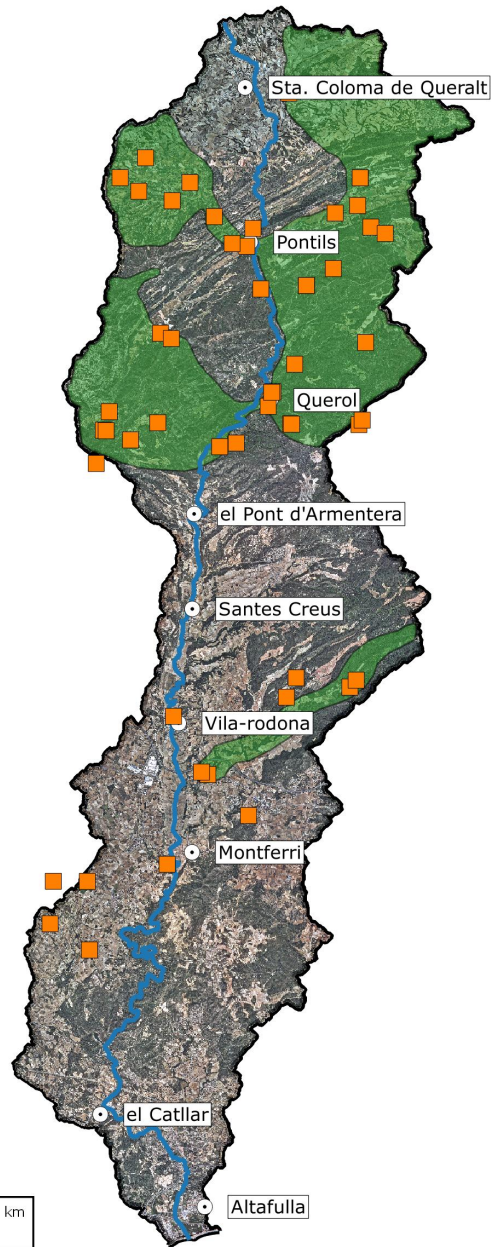 Sta. Coloma de Queralt
Pontils
Querol
el Pont d'Armentera
Santes Creus
Vila-rodona
Montferri
el Catllar
Altafulla
km